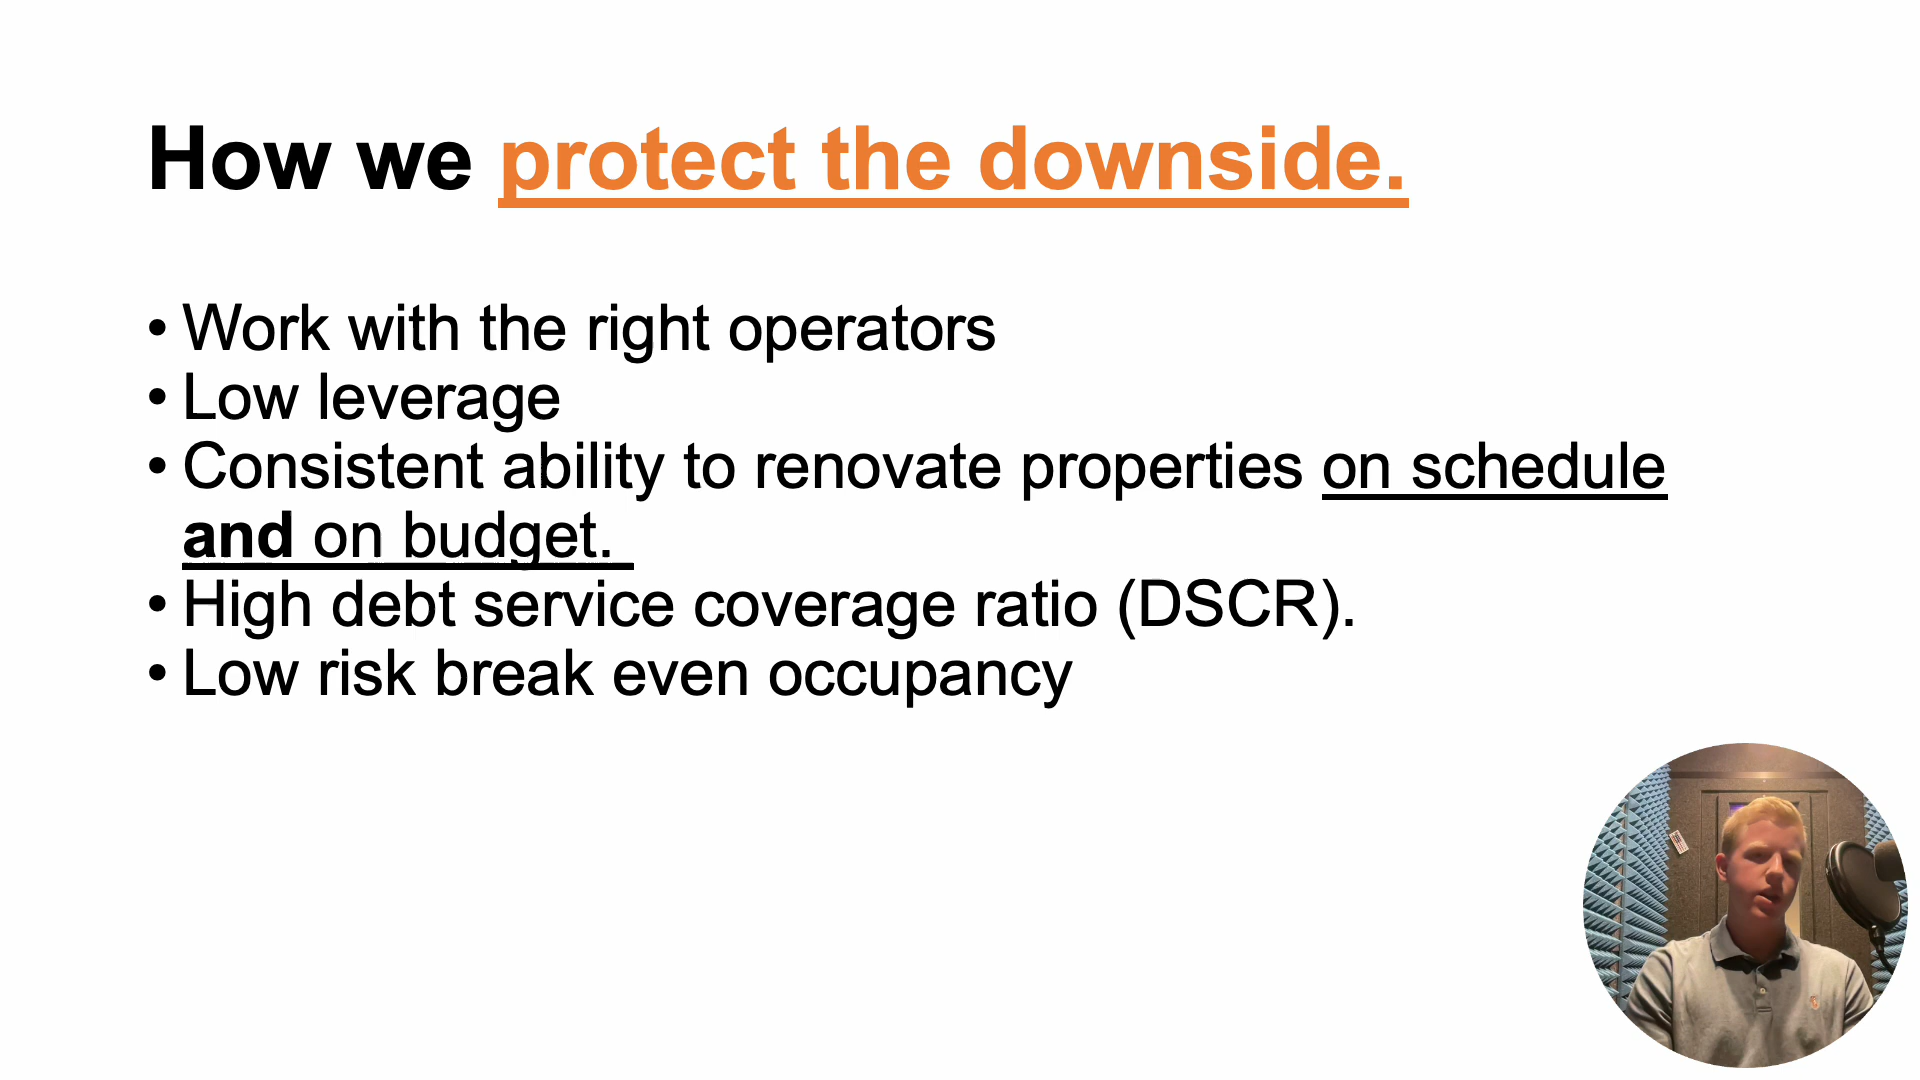 How we protect the downside.
• Work with the right operators
• Low leverage
• Consistent ability to renovate properties on schedule
and on budget.
• High debt service coverage ratio (DSCR).
• Low risk break even occupancy